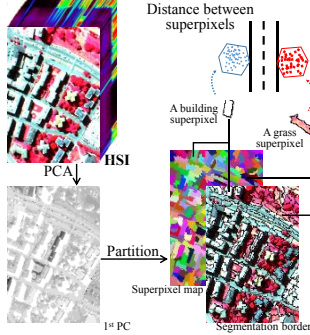 Distance between
superpixels
A building
superpixel
A grass
superpixel
HSI
PCA
Partition
Superpixel map
1st PC
Segmentation border